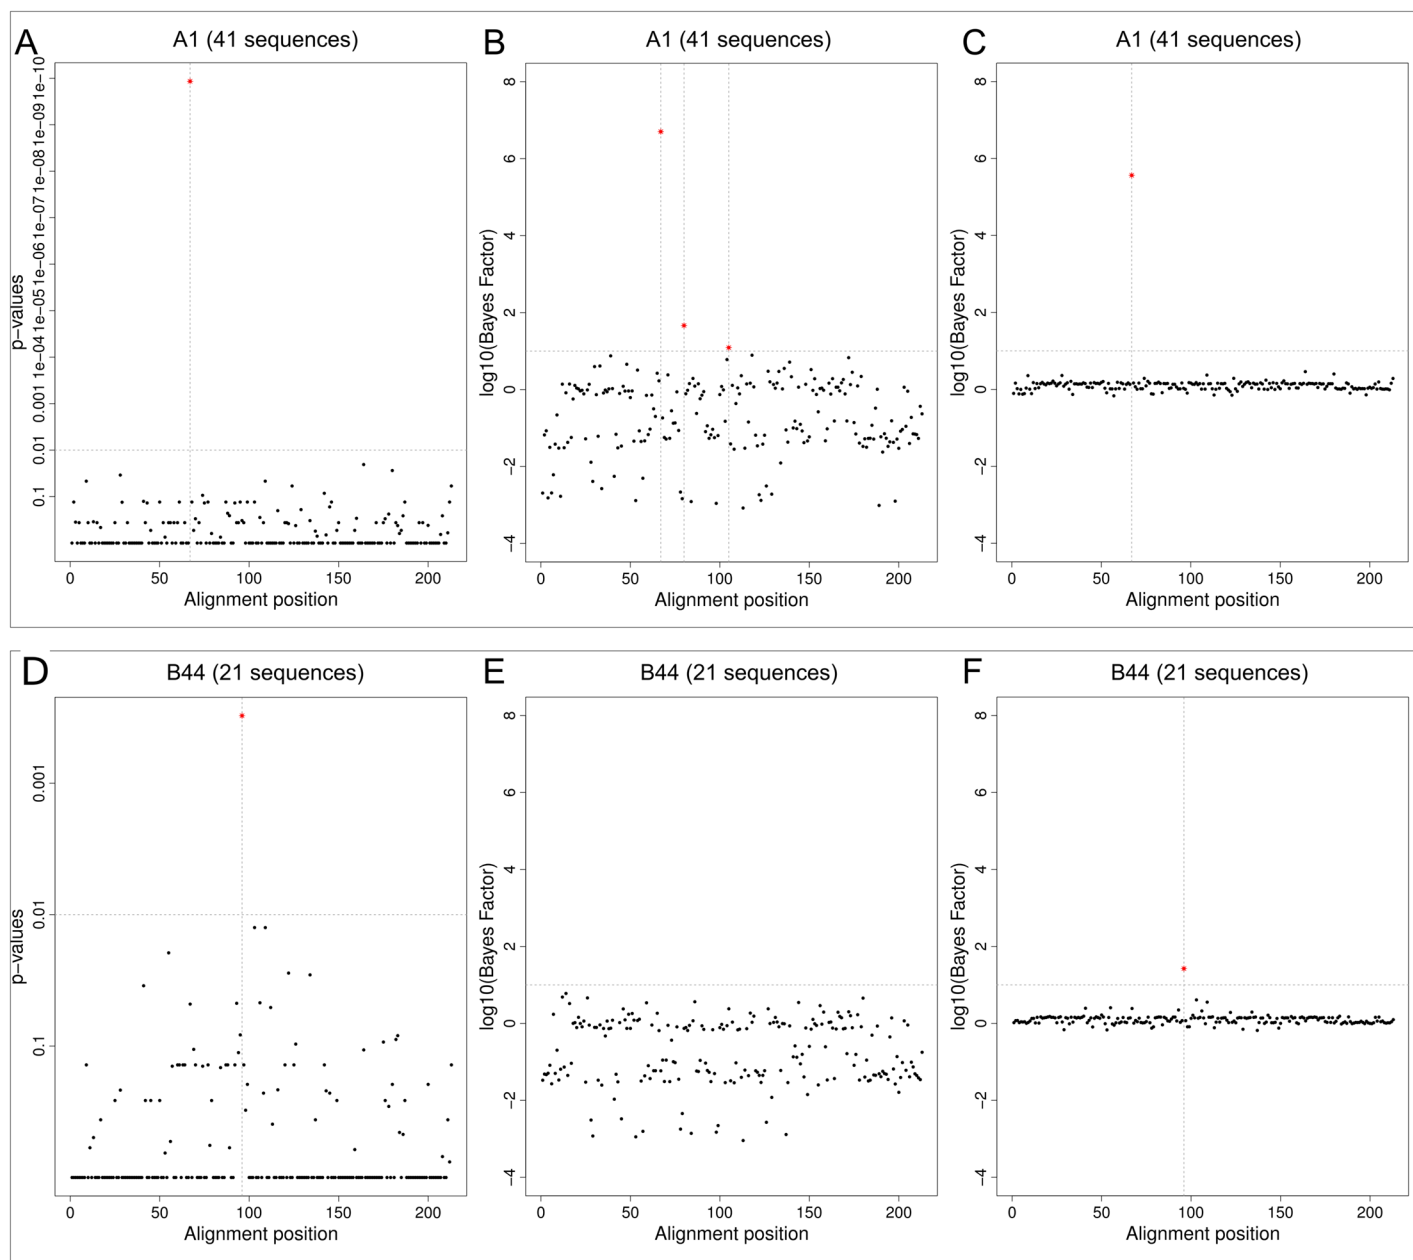 A
A1 (41 sequences)
p−values
1e−10
1e−09
1e−08
1e−07
1e−06
1e−05
1e−04
0.001
0.01
0.1
0 50 100 150 200
Alignment position
B
A1 (41 sequences)
log10(Bayes Factor)
8
6
4
2
0
−2
−4
0 50 100 150 200
Alignment position
C
A1 (41 sequences)
log10(Bayes Factor)
8
6
4
2
0
−2
−4
0 50 100 150 200
Alignment position
D
B44 (21 sequences)
p−values
0.001
0.01
0.1
0 50 100 150 200
Alignment position
E
B44 (21 sequences)
log10(Bayes Factor)
8
6
4
2
0
−2
−4
0 50 100 150 200
Alignment position
F
B44 (21 sequences)
log10(Bayes Factor)
8
6
4
2
0
−2
−4
0 50 100 150 200
Alignment position